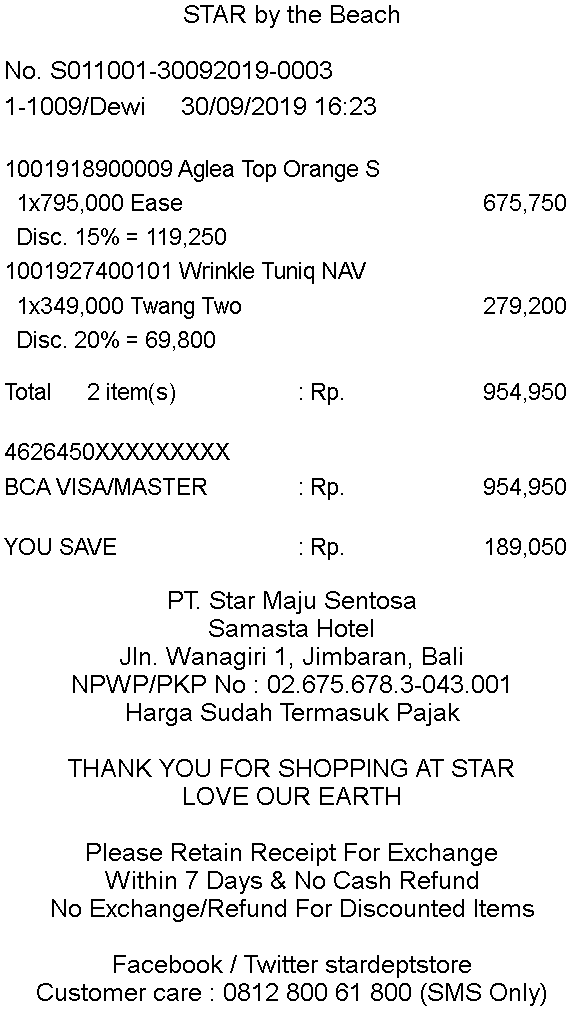 STAR by the Beach
No. S011001-30092019-0003
1-1009/Dewi 30/09/2019 16:23
1001918900009 Aglea Top Orange S
1x795,000 Ease 675,750
Disc. 15% = 119,250
1001927400101 Wrinkle Tuniq NAV
1x349,000 Twang Two 279,200
Disc. 20% = 69,800
Total 2 item(s) : Rp. 954,950
4626450XXXXXXXXX
BCA VISA/MASTER : Rp. 954,950
YOU SAVE : Rp. 189,050
PT. Star Maju Sentosa
Samasta Hotel
Jln. Wanagiri 1, Jimbaran, Bali
NPWP/PKP No : 02.675.678.3-043.001
Harga Sudah Termasuk Pajak
THANK YOU FOR SHOPPING AT STAR
LOVE OUR EARTH
Please Retain Receipt For Exchange
Within 7 Days & No Cash Refund
No Exchange/Refund For Discounted Items
Facebook / Twitter stardeptstore
Customer care : 0812 800 61 800 (SMS Only)